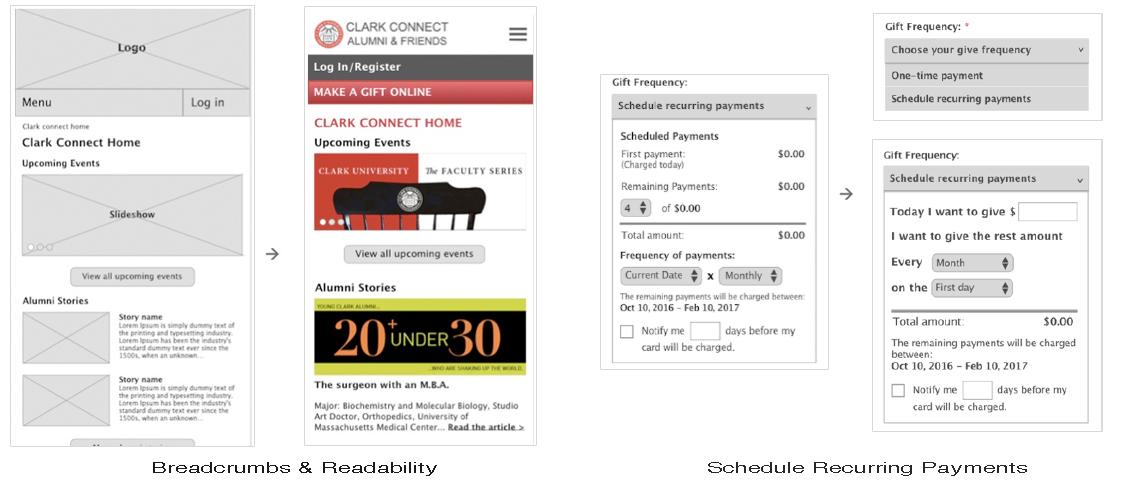 Logo
Menu
Log in
Clark connect home
Clark Connect Home
Upcoming Events
Slideshow
View all upcoming events
Alumni Stories
Story name
Lorem Ipsum is simply dummy text of
the printing and typesetting industry.
Lorem Ipsum has been the industry's
standard dummy text ever since the
1500s, when an unknown...
Story name
Lorem Ipsum is simply dummy text of
the printing and typesetting industry.
Lorem Ipsum has been the industry's
standard dummy text ever since the
1500s, when an unknown...
CLARK CONNECT
ALUMNI & FRIENDS
Log In/Register
MAKE A GIFT ONLINE
CLARK CONNECT HOME
Upcoming Events
CLARK UNIVERSITY The FACULTY SERIES
View all upcoming events
Alumni Stories
YOUNG CLARK ALUMNI...
20+ UNDER 30
...WHO ARE SHAKING UP THE WORLD.
The surgeon with an M.B.A.
Major: Biochemistry and Molecular Biology, Studio
Art Doctor, Orthopedics, University of
Massachusetts Medical Center... Read the article >
Breadcrumbs & Readability
Gift Frequency:
Schedule recurring payments
Scheduled Payments
First payment: $0.00
(Charged today)
Remaining Payments: $0.00
4 of $0.00
Total amount: $0.00
Frequency of payments:
Current Date x Monthly
The remaining payments will be charged between:
Oct 10, 2016 – Feb 10, 2017
Notify me days before my
card will be charged.
Gift Frequency: *
Choose your give frequency
One-time payment
Schedule recurring payments
Gift Frequency:
Schedule recurring payments
Today I want to give $
I want to give the rest amount
Every Month
on the First day
Total amount: $0.00
The remaining payments will be charged
between:
Oct 10, 2016 – Feb 10, 2017
Notify me days before my
card will be charged.
Schedule Recurring Payments